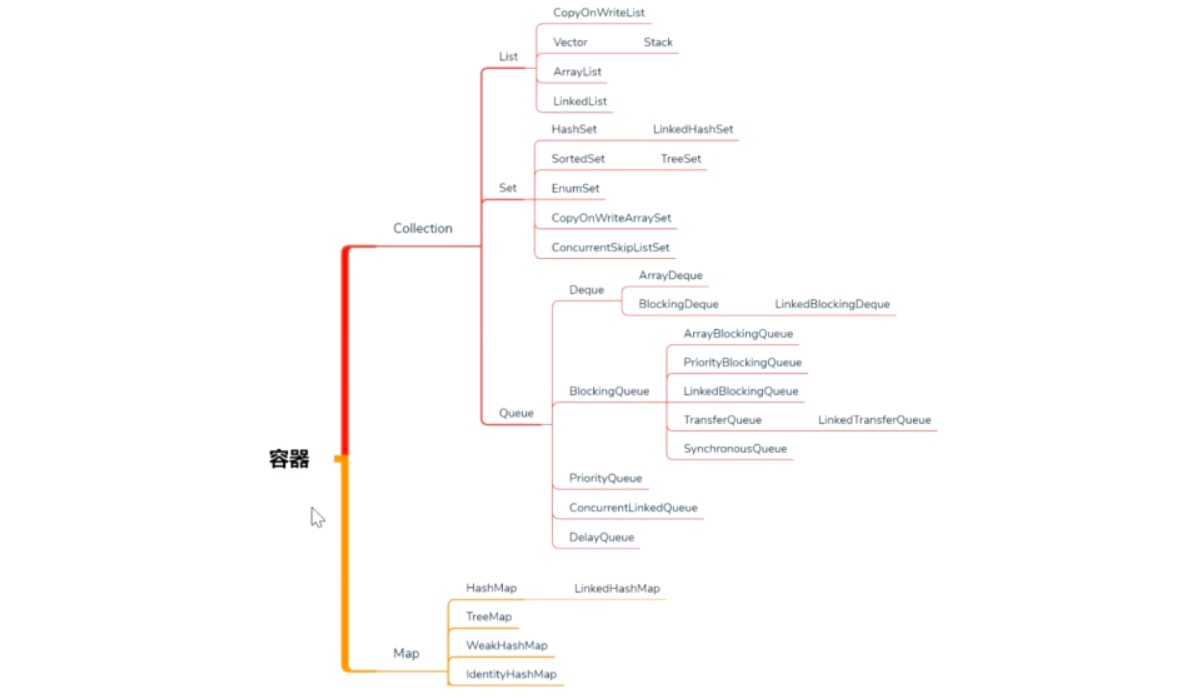 容器
Collection
List
CopyOnWriteList
Vector Stack
ArrayList
LinkedList
Set
HashSet LinkedHashSet
SortedSet TreeSet
EnumSet
CopyOnWriteArraySet
ConcurrentSkipListSet
Queue
Deque
ArrayDeque
BlockingDeque LinkedBlockingDeque
BlockingQueue
ArrayBlockingQueue
PriorityBlockingQueue
LinkedBlockingQueue
TransferQueue LinkedTransferQueue
SynchronousQueue
PriorityQueue
ConcurrentLinkedQueue
DelayQueue
Map
HashMap LinkedHashMap
TreeMap
WeakHashMap
IdentityHashMap